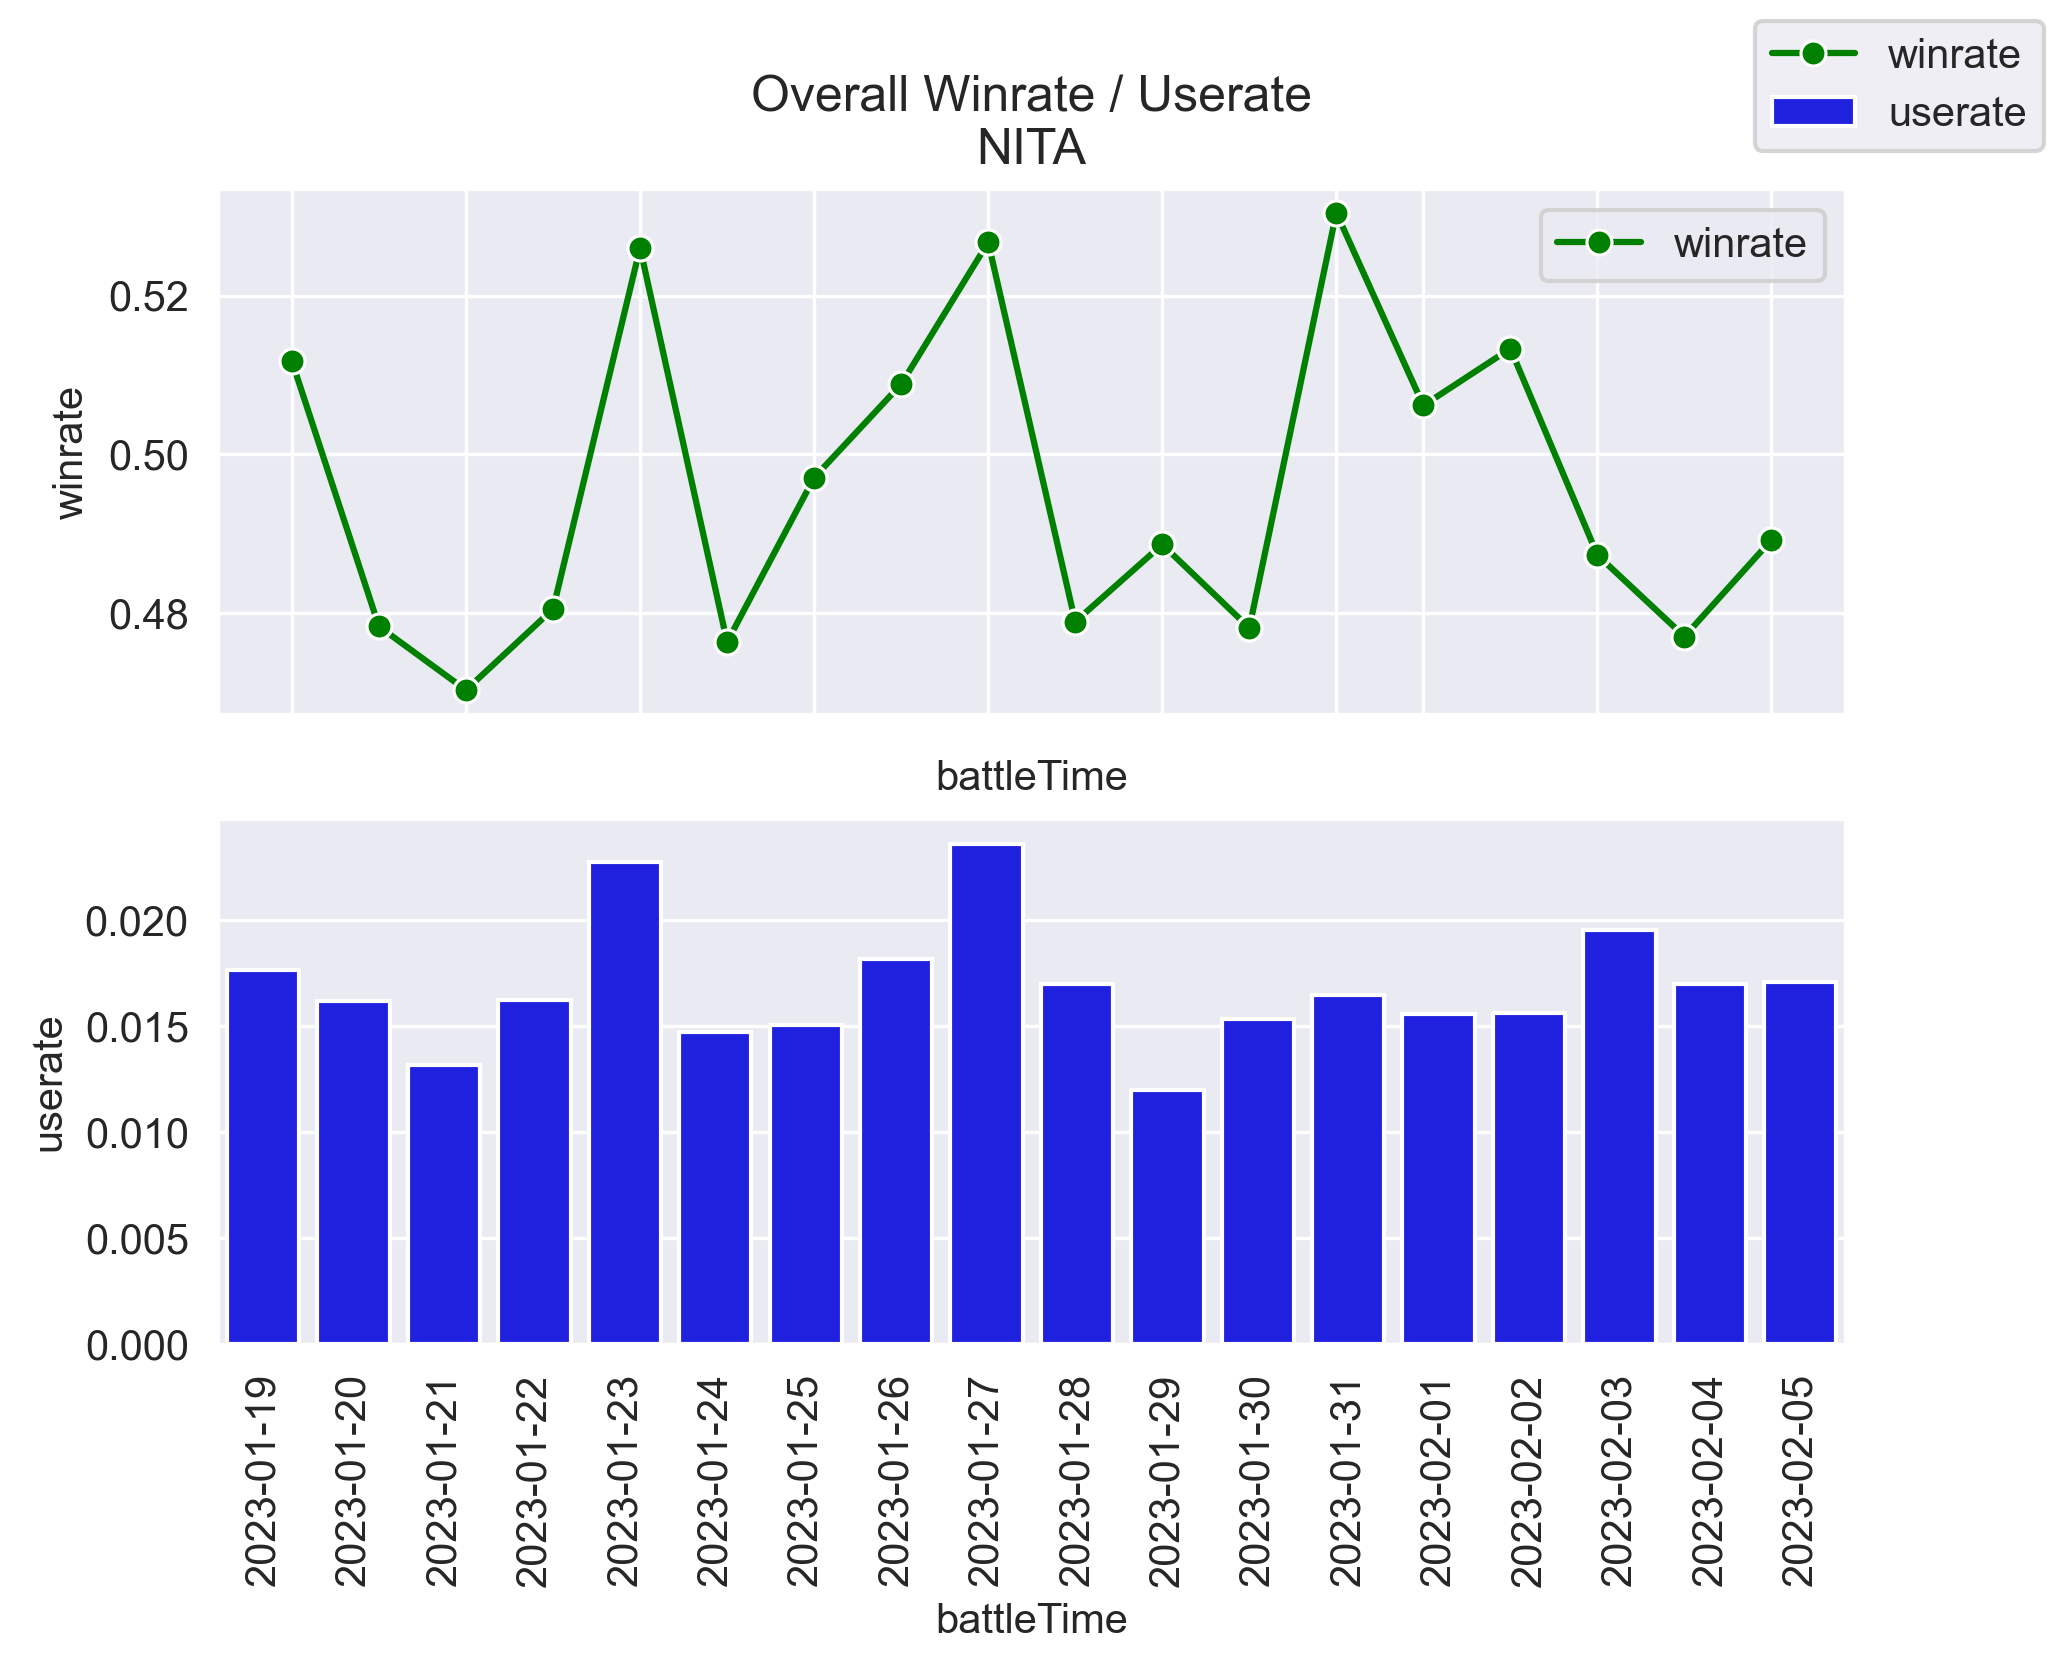 winrate
userate
Overall Winrate / Userate
NITA
winrate
0.52
0.50
0.48
winrate
battleTime
0.020
0.015
0.010
0.005
0.000
userate
2023-01-19
2023-01-20
2023-01-21
2023-01-22
2023-01-23
2023-01-24
2023-01-25
2023-01-26
2023-01-27
2023-01-28
2023-01-29
2023-01-30
2023-01-31
2023-02-01
2023-02-02
2023-02-03
2023-02-04
2023-02-05
battleTime